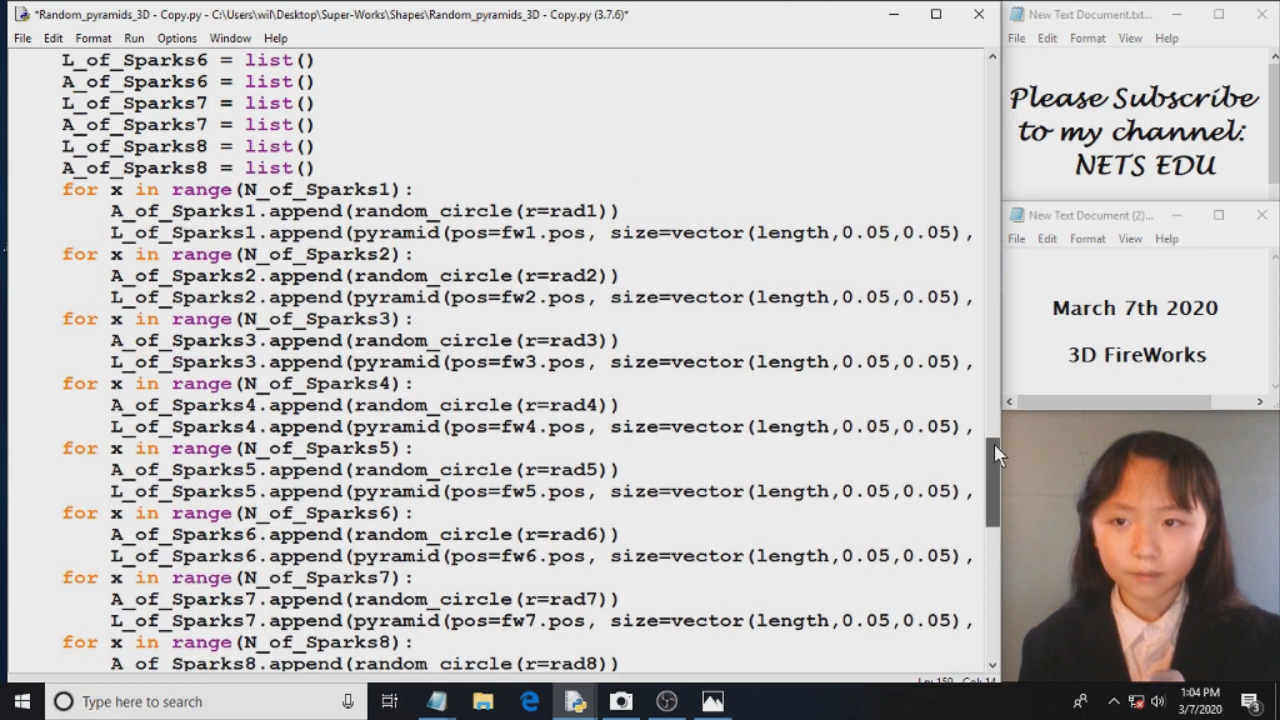 *Random_pyramids_3D - Copy.py - C:\Users\wil\Desktop\Super-Works\Shapes\Random_pyramids_3D - Copy.py (3.7.6)*
File Edit Format Run Options Window Help
L_of_Sparks6 = list()
A_of_Sparks6 = list()
L_of_Sparks7 = list()
A_of_Sparks7 = list()
L_of_Sparks8 = list()
A_of_Sparks8 = list()
for x in range(N_of_Sparks1):
A_of_Sparks1.append(random_circle(r=rad1))
L_of_Sparks1.append(pyramid(pos=fw1.pos, size=vector(length,0.05,0.05),
for x in range(N_of_Sparks2):
A_of_Sparks2.append(random_circle(r=rad2))
L_of_Sparks2.append(pyramid(pos=fw2.pos, size=vector(length,0.05,0.05),
for x in range(N_of_Sparks3):
A_of_Sparks3.append(random_circle(r=rad3))
L_of_Sparks3.append(pyramid(pos=fw3.pos, size=vector(length,0.05,0.05),
for x in range(N_of_Sparks4):
A_of_Sparks4.append(random_circle(r=rad4))
L_of_Sparks4.append(pyramid(pos=fw4.pos, size=vector(length,0.05,0.05),
for x in range(N_of_Sparks5):
A_of_Sparks5.append(random_circle(r=rad5))
L_of_Sparks5.append(pyramid(pos=fw5.pos, size=vector(length,0.05,0.05),
for x in range(N_of_Sparks6):
A_of_Sparks6.append(random_circle(r=rad6))
L_of_Sparks6.append(pyramid(pos=fw6.pos, size=vector(length,0.05,0.05),
for x in range(N_of_Sparks7):
A_of_Sparks7.append(random_circle(r=rad7))
L_of_Sparks7.append(pyramid(pos=fw7.pos, size=vector(length,0.05,0.05),
for x in range(N_of_Sparks8):
A_of_Sparks8.append(random_circle(r=rad8))
New Text Document.txt...
File Edit Format View Help
Please Subscribe
to my channel:
NETS EDU
New Text Document (2)...
File Edit Format View Help
March 7th 2020
3D FireWorks
Type here to search
1:04 PM
3/7/2020
3